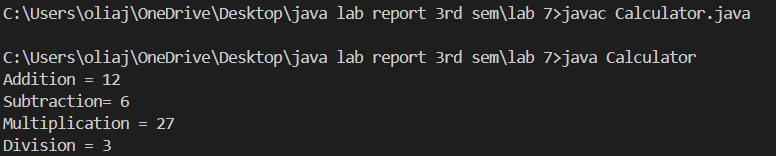 C:\Users\oliaj\OneDrive\Desktop\java lab report 3rd sem\lab 7>javac Calculator.java
C:\Users\oliaj\OneDrive\Desktop\java lab report 3rd sem\lab 7>java Calculator
Addition = 12
Subtraction= 6
Multiplication = 27
Division = 3